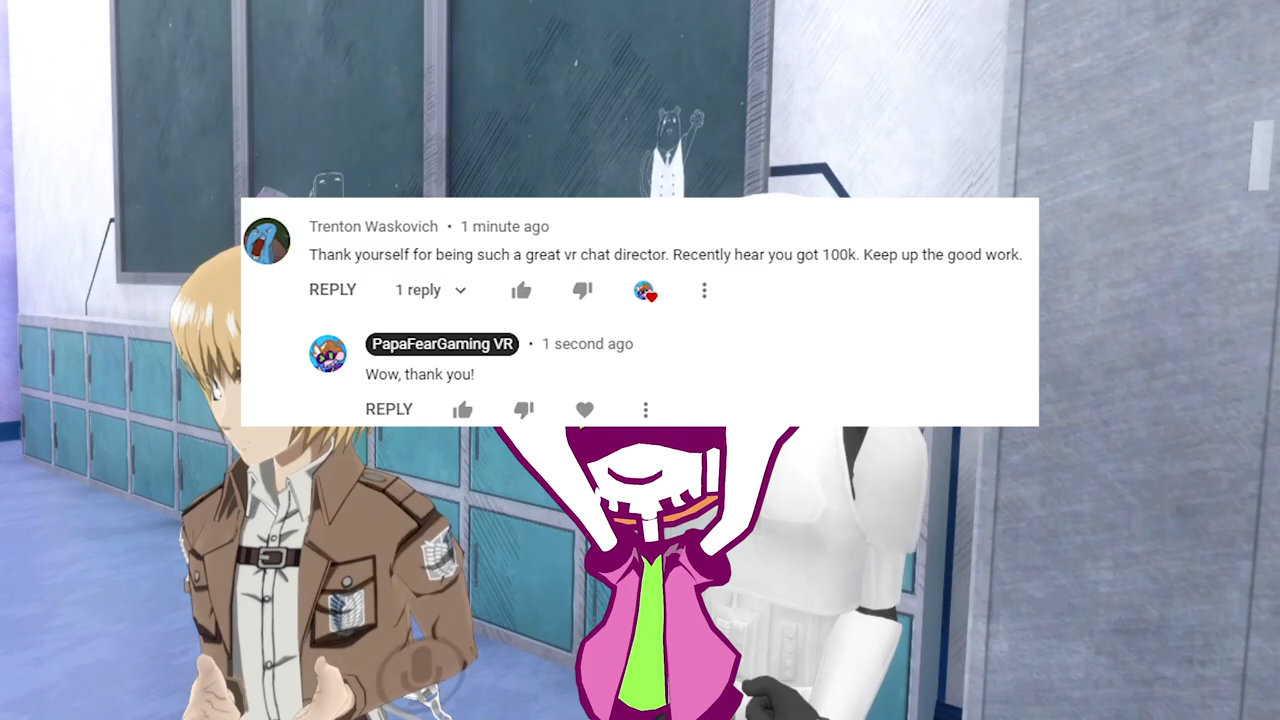 Trenton Waskovich • 1 minute ago
Thank yourself for being such a great vr chat director. Recently hear you got 100k. Keep up the good work.
REPLY 1 reply
PapaFearGaming VR • 1 second ago
Wow, thank you!
REPLY